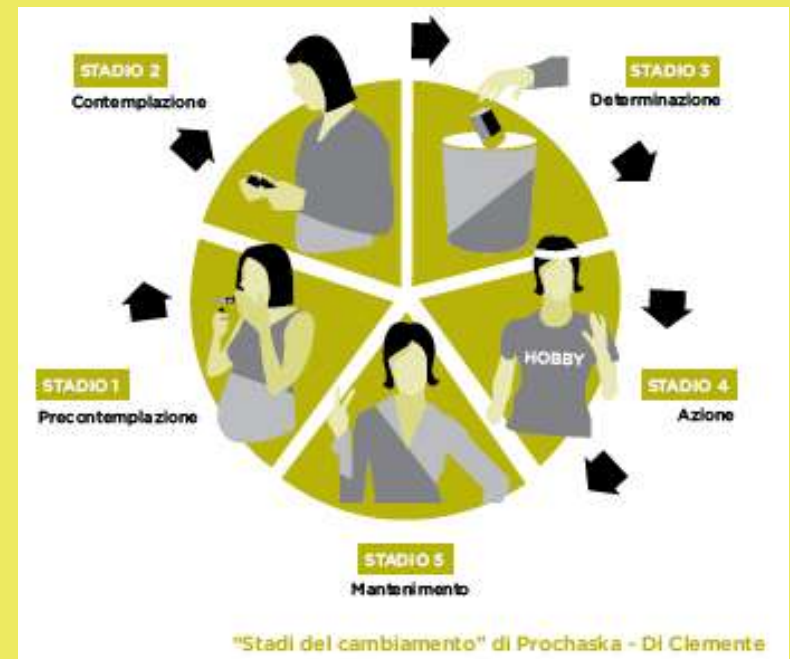 STADIO 1
Precontemplazione
STADIO 2
Contemplazione
STADIO 3
Determinazione
STADIO 4
Azione
HOBBY
STADIO 5
Mantenimento
"Stadi del cambiamento" di Prochaska - Di Clemente